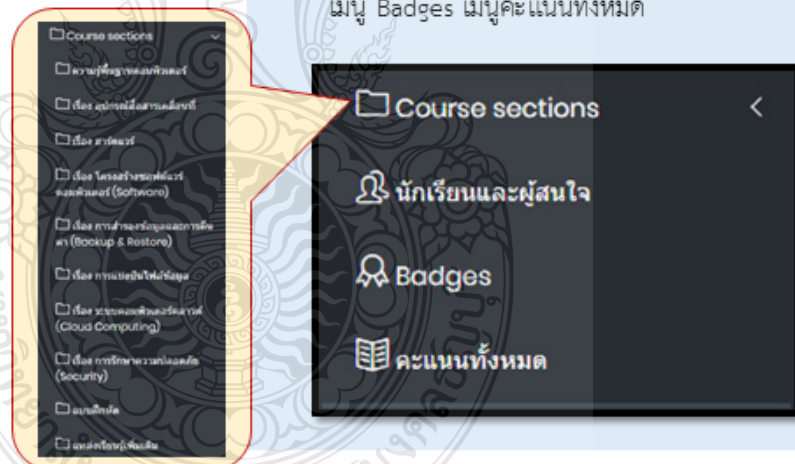 เมนู Badges เมนูคะแนนทั้งหมด
Course sections
ความรู้พื้นฐานคอมพิวเตอร์
เรื่อง อุปกรณ์สื่อสารเคลื่อนที่
เรื่อง ฮาร์ดแวร์
เรื่อง โครงสร้างซอฟต์แวร์
คอมพิวเตอร์ (Software)
เรื่อง การสำรองข้อมูลและการคืน
ค่า (Backup & Restore)
เรื่อง การแบ่งปันไฟล์ข้อมูล
เรื่อง ระบบคอมพิวเตอร์คลาวด์
(Cloud Computing)
เรื่อง การรักษาความปลอดภัย
(Security)
แบบฝึกหัด
แหล่งเรียนรู้เพิ่มเติม
Course sections
นักเรียนและผู้สนใจ
Badges
คะแนนทั้งหมด